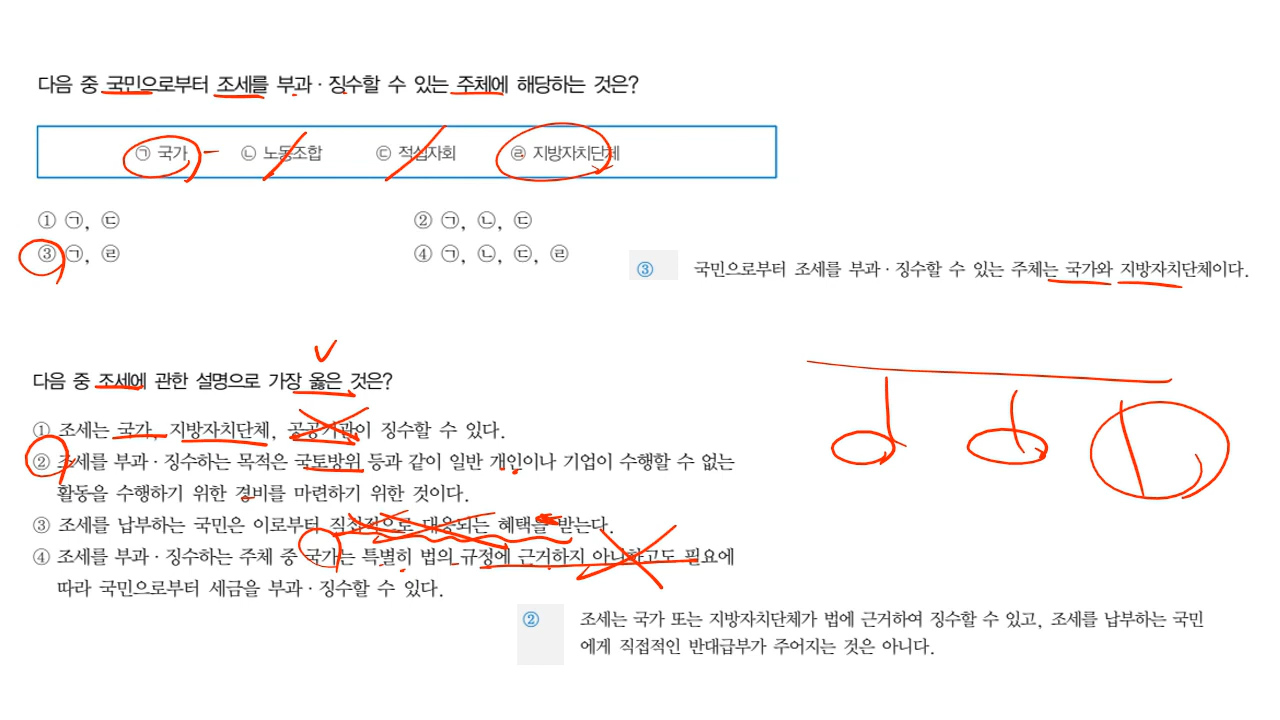 다음 중 국민으로부터 조세를 부과·징수할 수 있는 주체에 해당하는 것은?
㉠ 국가 ㉡ 노동조합 ㉢ 적십자회 ㉣ 지방자치단체
① ㉠, ㉢ ② ㉠, ㉡, ㉢
③ ㉠, ㉣ ④ ㉠, ㉡, ㉢, ㉣
③ 국민으로부터 조세를 부과·징수할 수 있는 주체는 국가와 지방자치단체이다.
다음 중 조세에 관한 설명으로 가장 옳은 것은?
① 조세는 국가, 지방자치단체, 공공기관이 징수할 수 있다.
② 조세를 부과·징수하는 목적은 국토방위 등과 같이 일반 개인이나 기업이 수행할 수 없는
활동을 수행하기 위한 경비를 마련하기 위한 것이다.
③ 조세를 납부하는 국민은 이로부터 직접적으로 대응되는 혜택을 받는다.
④ 조세를 부과·징수하는 주체 중 국가는 특별히 법의 규정에 근거하지 아니하고도 필요에
따라 국민으로부터 세금을 부과·징수할 수 있다.
② 조세는 국가 또는 지방자치단체가 법에 근거하여 징수할 수 있고, 조세를 납부하는 국민
에게 직접적인 반대급부가 주어지는 것은 아니다.